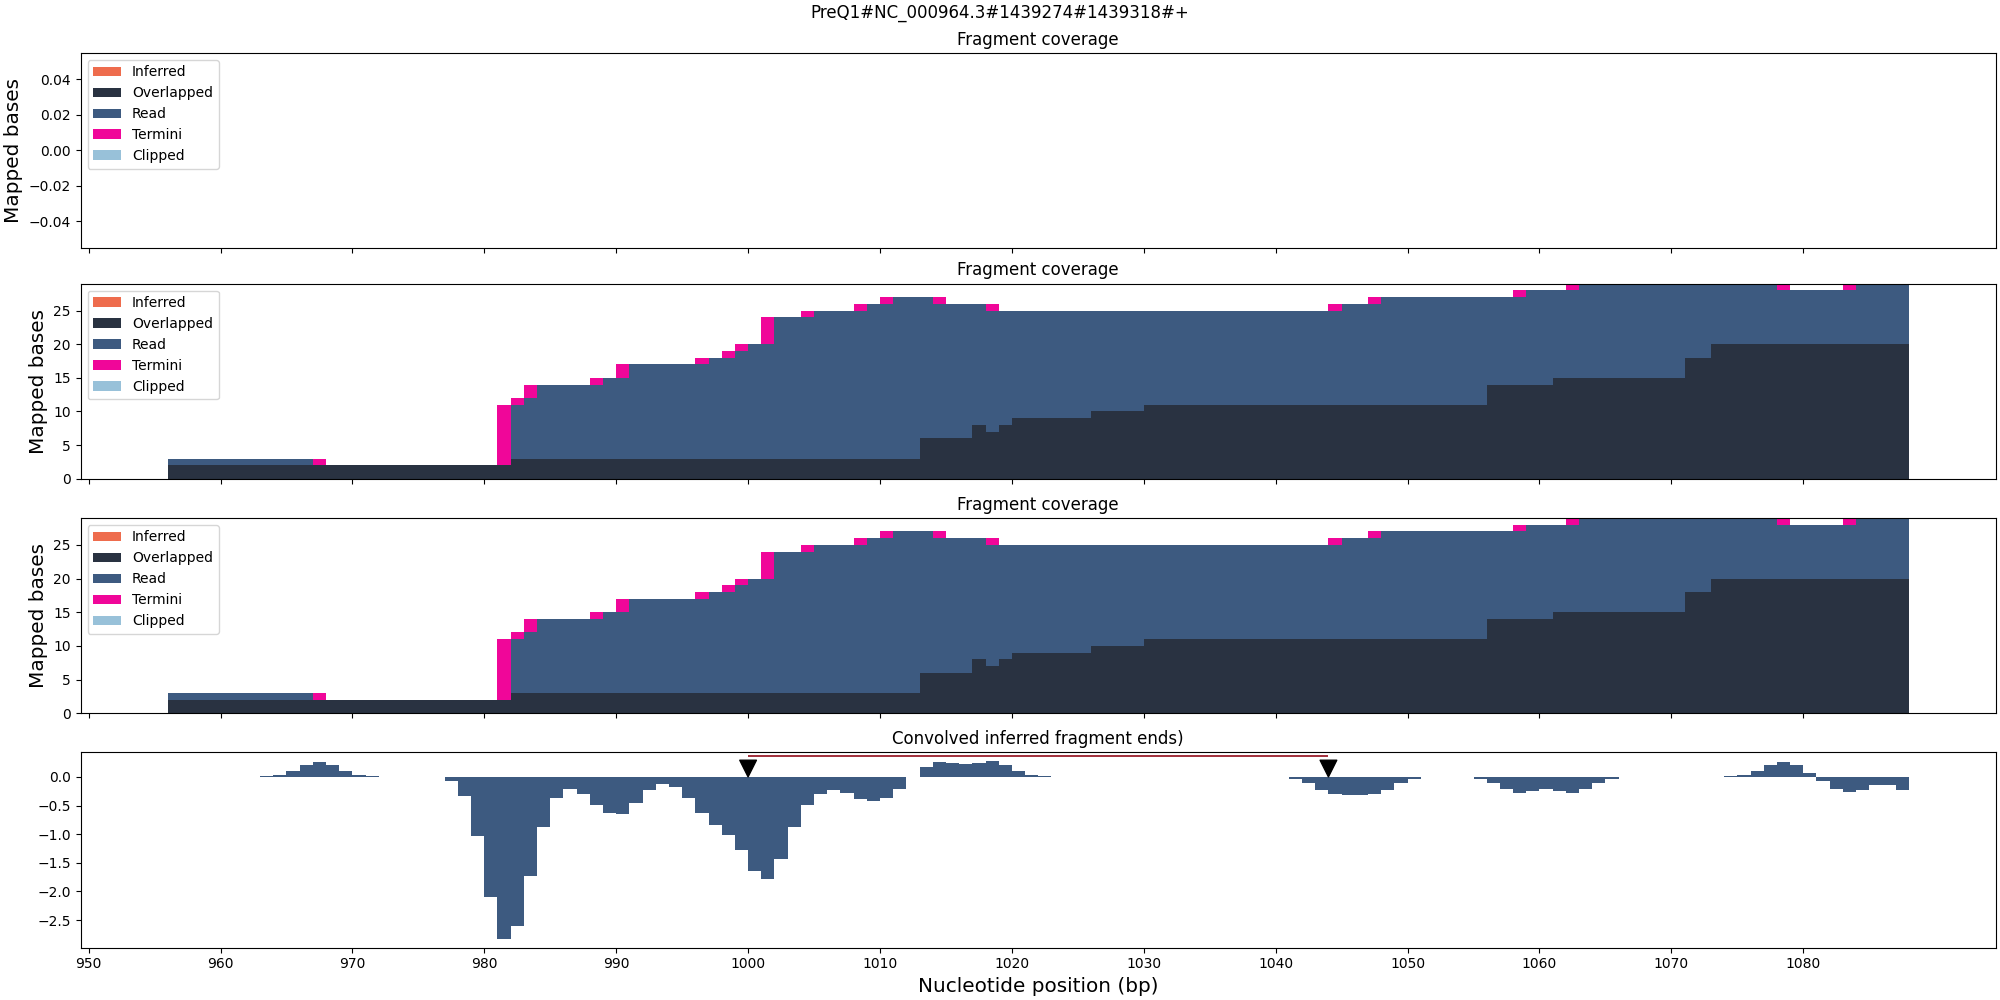 PreQ1#NC_000964.3#1439274#1439318#+
Fragment coverage
Mapped bases
0.04
0.02
0.00
−0.02
−0.04
Inferred
Overlapped
Read
Termini
Clipped
Fragment coverage
Mapped bases
25
20
15
10
5
0
Inferred
Overlapped
Read
Termini
Clipped
Fragment coverage
Mapped bases
25
20
15
10
5
0
Inferred
Overlapped
Read
Termini
Clipped
Convolved inferred fragment ends)
0.0
−0.5
−1.0
−1.5
−2.0
−2.5
950 960 970 980 990 1000 1010 1020 1030 1040 1050 1060 1070 1080
Nucleotide position (bp)